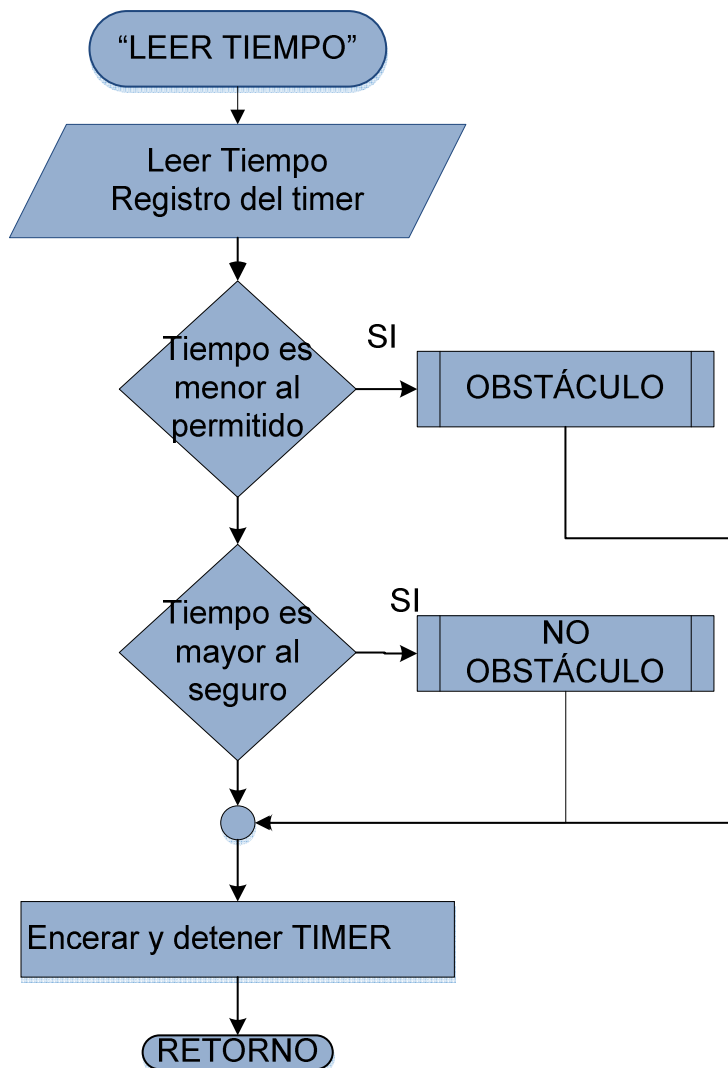 “LEER TIEMPO”
Leer Tiempo
Registro del timer
Tiempo es
menor al
permitido
SI
OBSTÁCULO
Tiempo es
mayor al
seguro
SI
NO
OBSTÁCULO
Encerar y detener TIMER
RETORNO